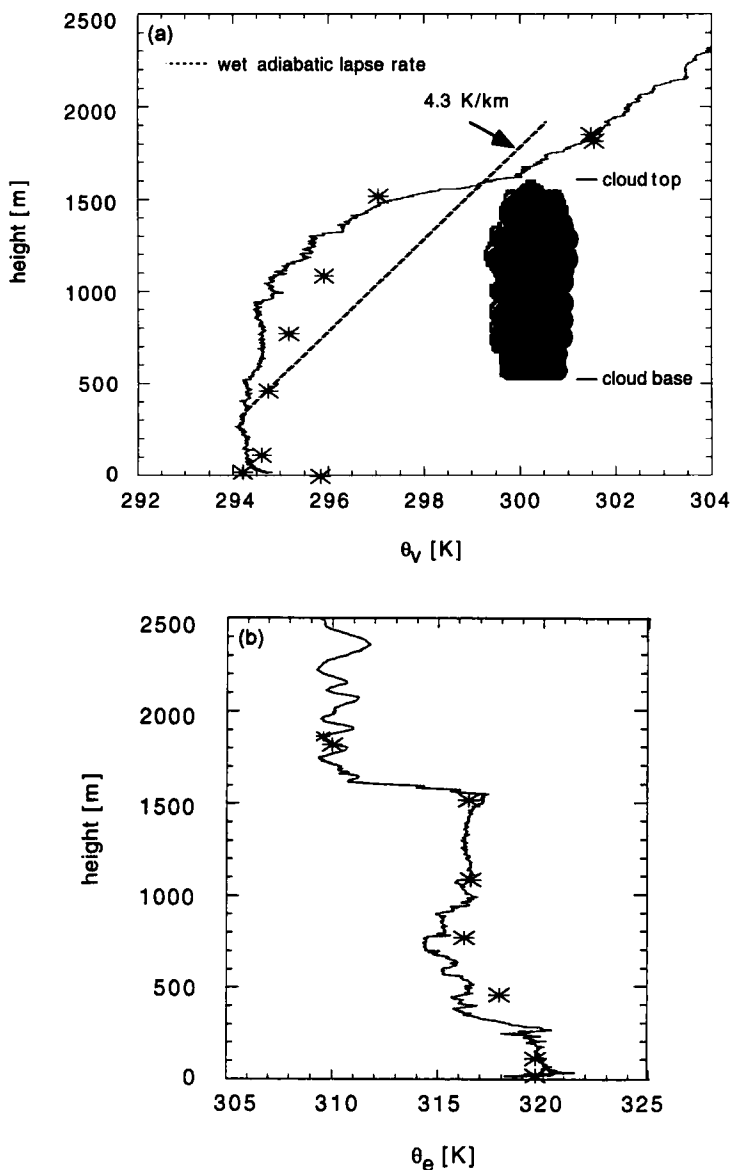 (a)
2500
2000
1500
1000
500
0
height [m]
wet adiabatic lapse rate
4.3 K/km
cloud top
cloud base
292 294 296 298 300 302 304
θv [K]
(b)
2500
2000
1500
1000
500
0
height [m]
305 310 315 320 325
θe [K]